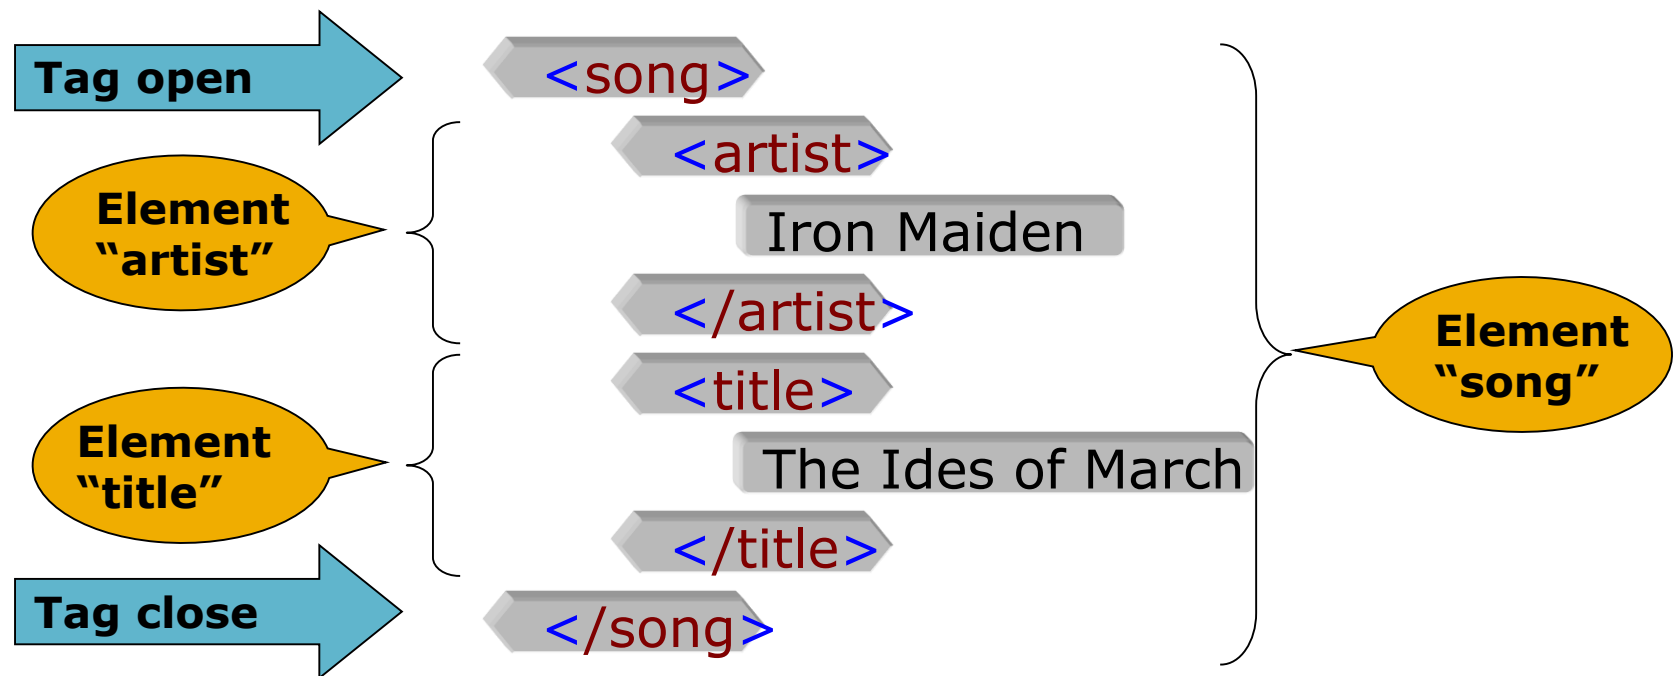 Tag open
<song>
<artist>
Element
“artist”
Iron Maiden
</artist>
Element
“song”
<title>
Element
“title”
The Ides of March
</title>
Tag close
</song>